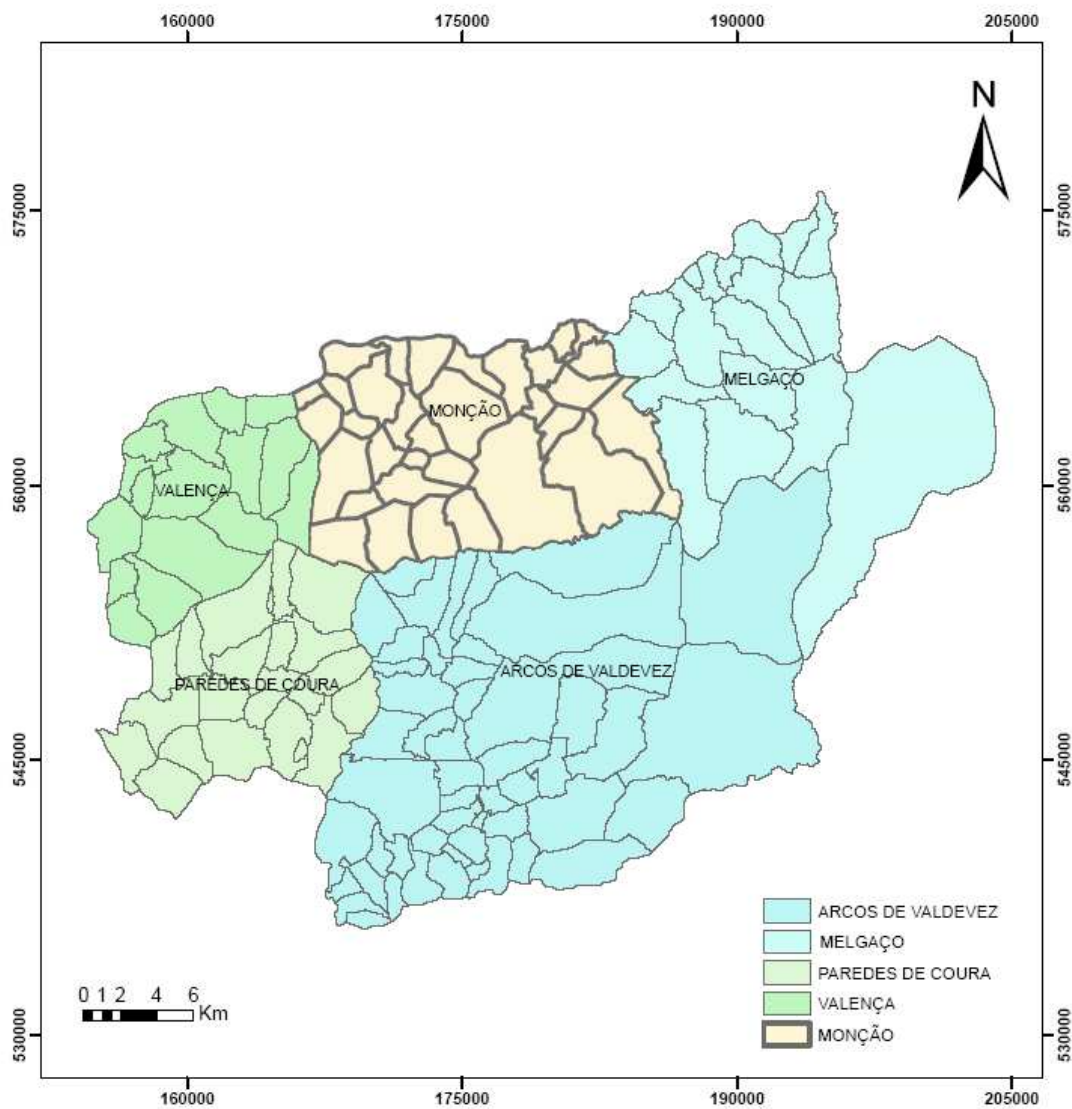 160000 175000 190000 205000
N
575000 575000
MELGAÇO
MONÇÃO
VALENÇA
560000 560000
ARCOS DE VALDEVEZ
PAREDES DE COURA
545000 545000
ARCOS DE VALDEVEZ
MELGAÇO
PAREDES DE COURA
VALENÇA
MONÇÃO
0 1 2 4 6
Km
530000 530000
160000 175000 190000 205000